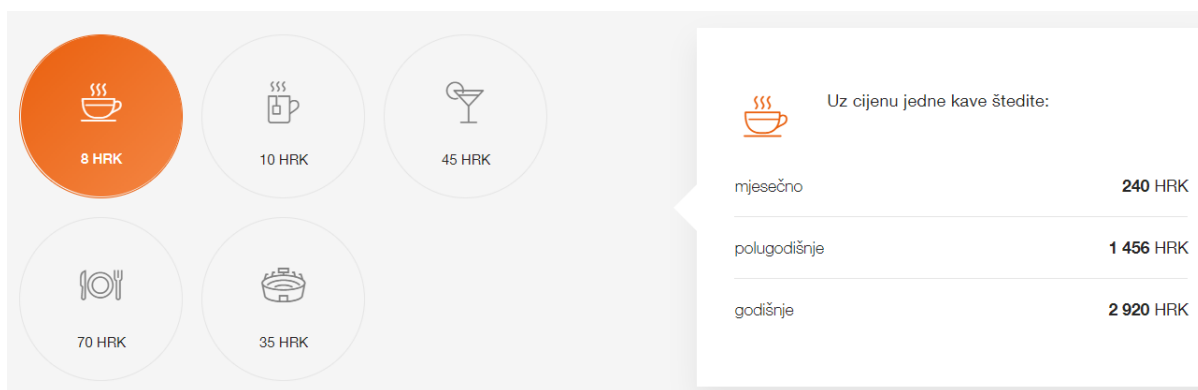 8 HRK
10 HRK
45 HRK
70 HRK
35 HRK
Uz cijenu jedne kave štedite:
mjesečno 240 HRK
polugodišnje 1 456 HRK
godišnje 2 920 HRK